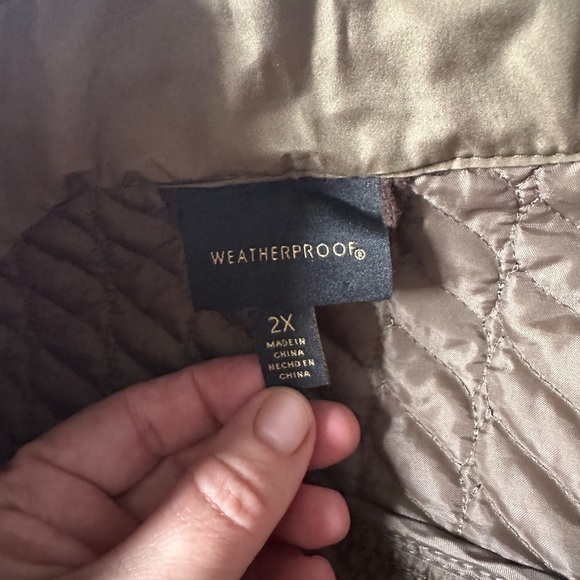 WEATHERPROOF®
2X
MADE IN
CHINA
HECHO EN
CHINA